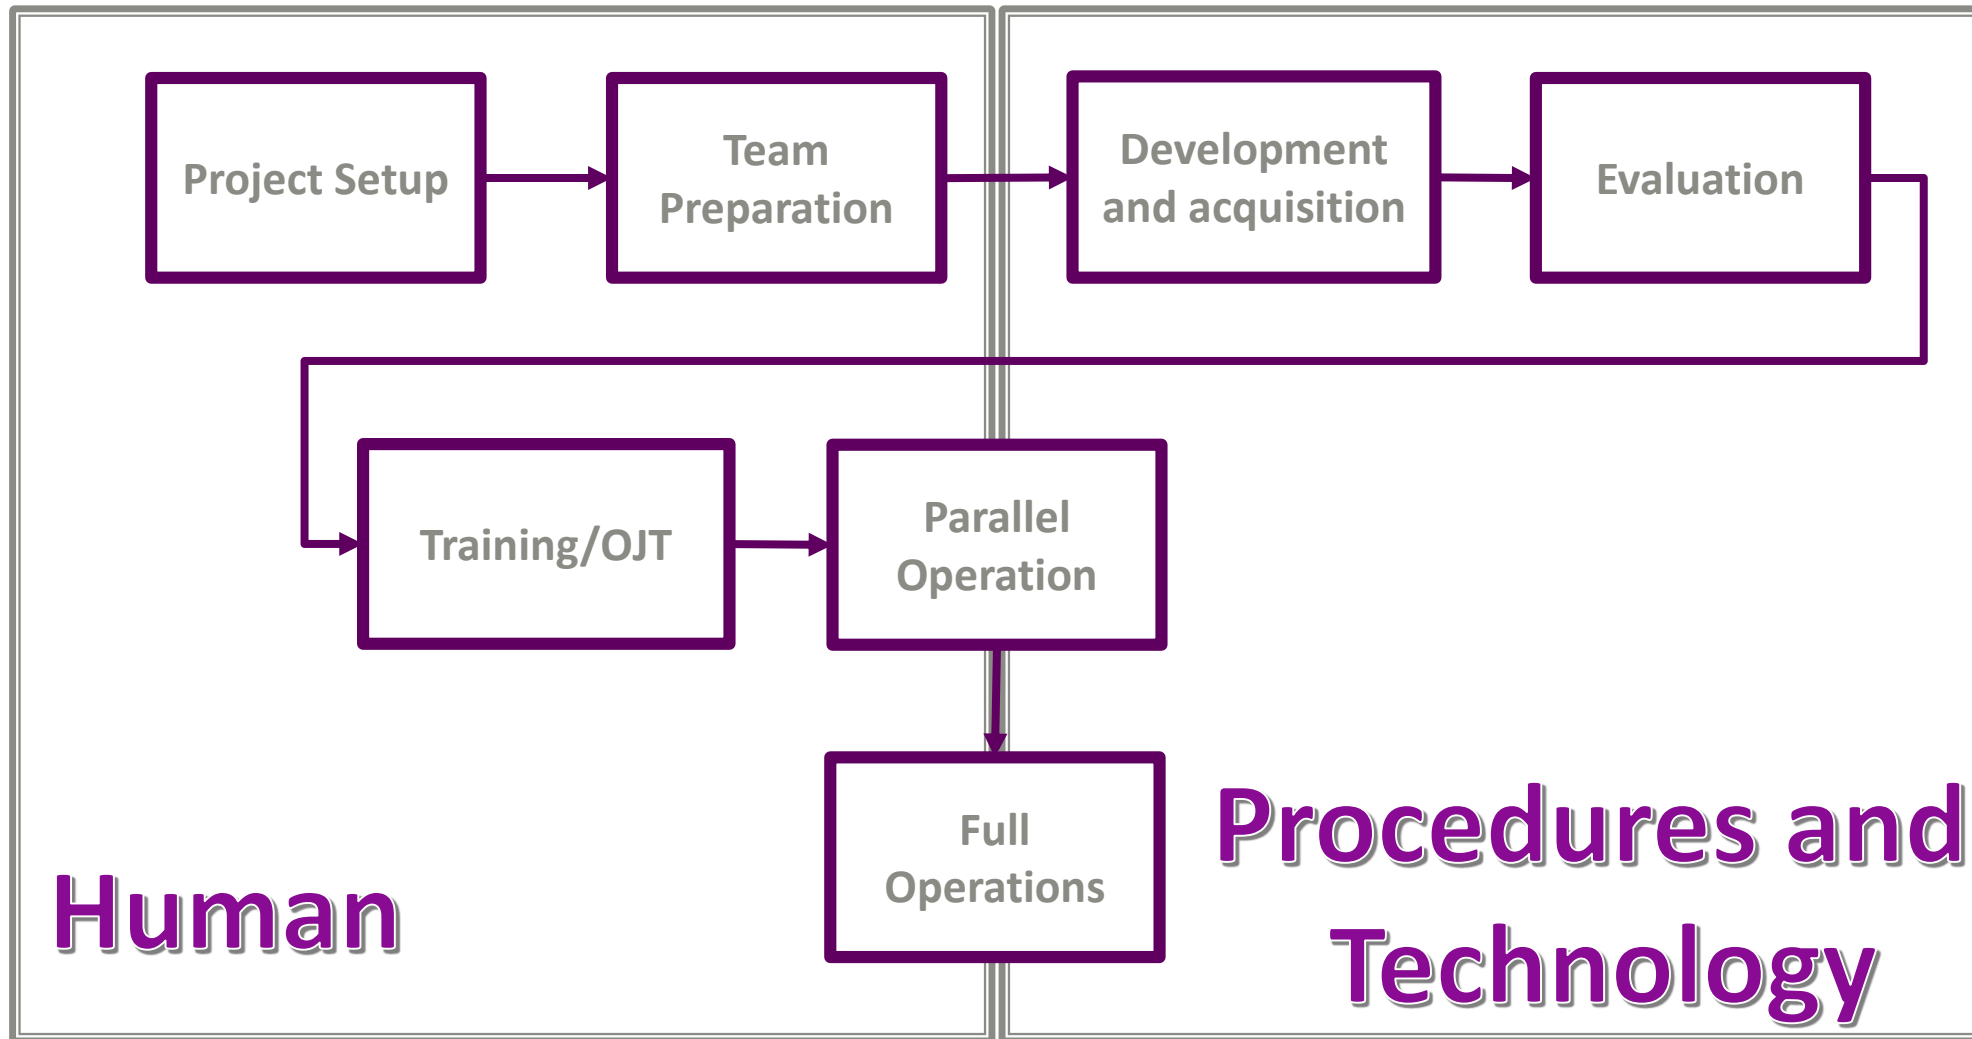 Project Setup
Team
Preparation
Development
and acquisition
Evaluation
Training/OJT
Parallel
Operation
Full
Operations
Human
Procedures and
Technology